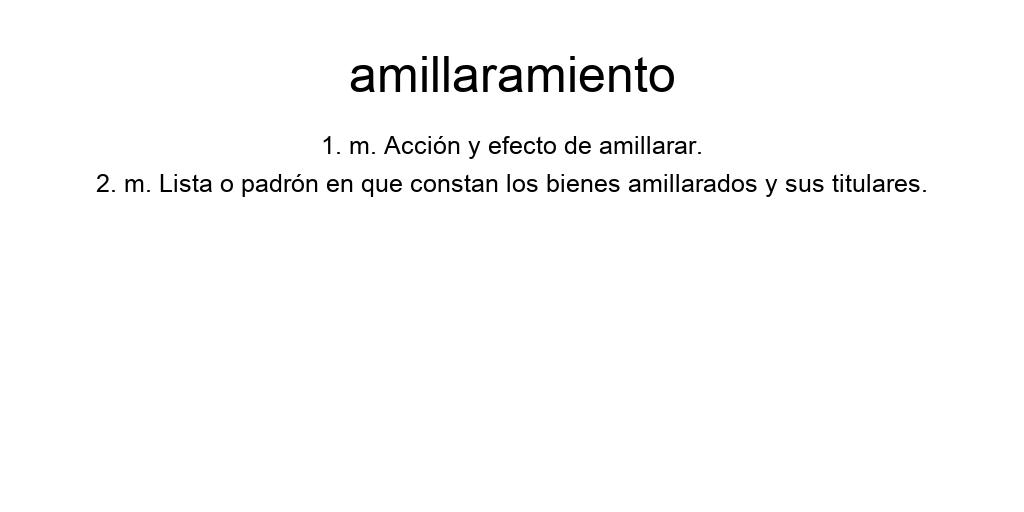 amillaramiento
1. m. Acción y efecto de amillarar.
2. m. Lista o padrón en que constan los bienes amillarados y sus titulares.